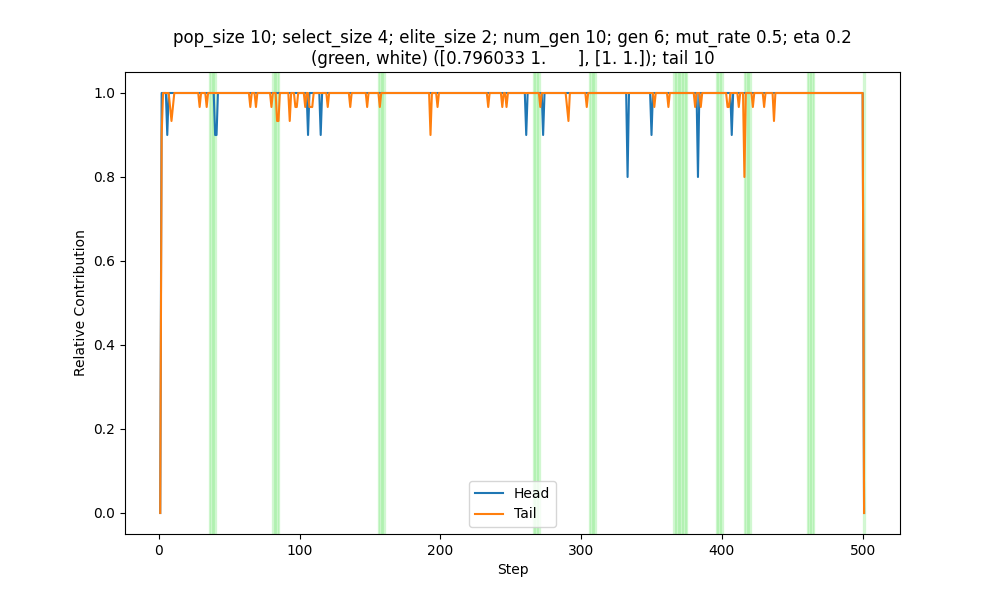 pop_size 10; select_size 4; elite_size 2; num_gen 10; gen 6; mut_rate 0.5; eta 0.2
(green, white) ([0.796033 1.      ], [1. 1.]); tail 10
1.0
0.8
0.6
0.4
0.2
0.0
Relative Contribution
Head
Tail
0
100
200
300
400
500
Step